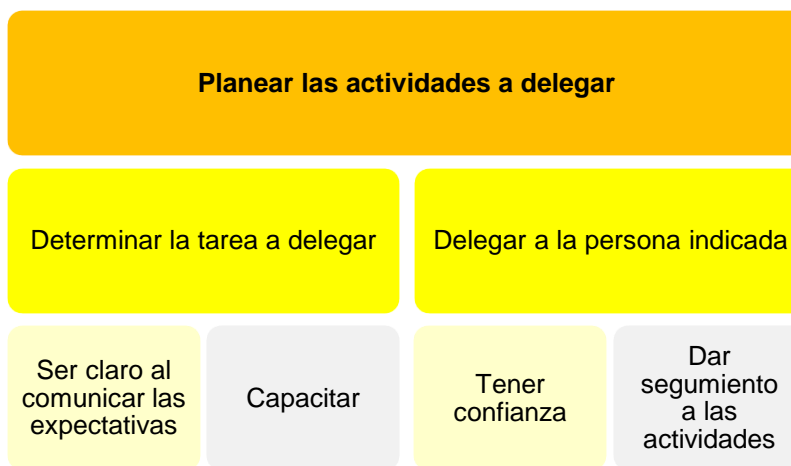 Planear las actividades a delegar
Determinar la tarea a delegar
Delegar a la persona indicada
Ser claro al
comunicar las
expectativas
Capacitar
Tener
confianza
Dar
segumiento
a las
actividades